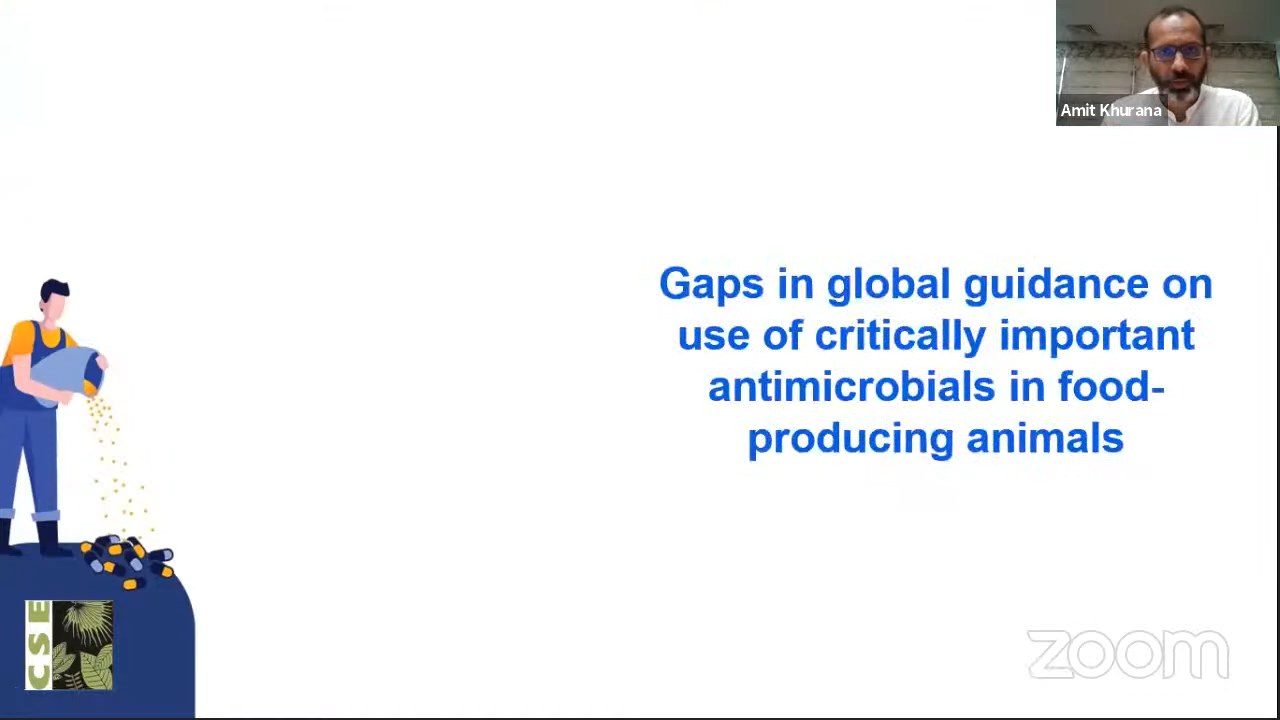 Amit Khurana
Gaps in global guidance on
use of critically important
antimicrobials in food-
producing animals
CSE
zoom